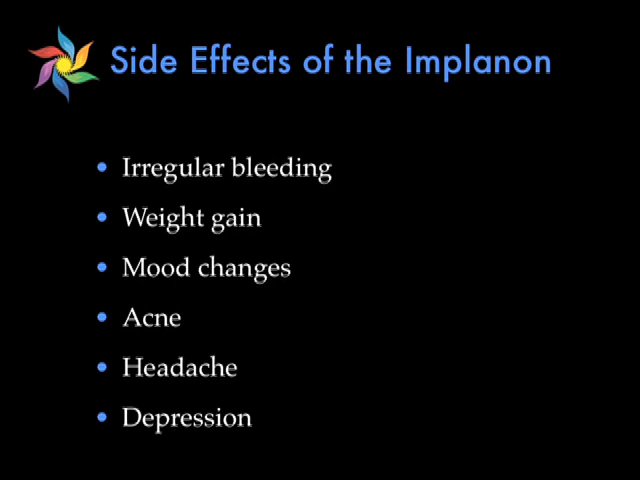 Side Effects of the Implanon
• Irregular bleeding
• Weight gain
• Mood changes
• Acne
• Headache
• Depression